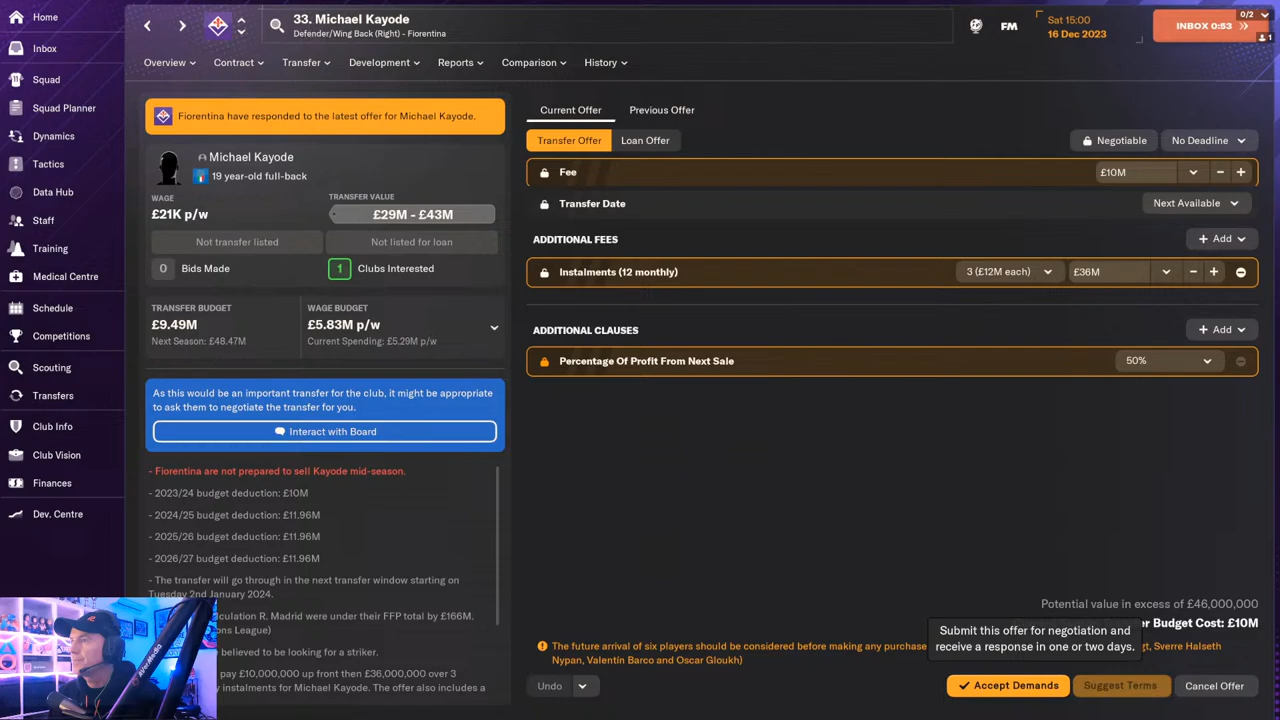 Home
Inbox
Squad
Squad Planner
Dynamics
Tactics
Data Hub
Staff
Training
Medical Centre
Schedule
Competitions
Scouting
Transfers
Club Info
Club Vision
Finances
Dev. Centre
33. Michael Kayode
Defender/Wing Back (Right) - Fiorentina
FM
Sat 15:00
16 Dec 2023
INBOX 0:53
0/2
1
Overview
Contract
Transfer
Development
Reports
Comparison
History
Fiorentina have responded to the latest offer for Michael Kayode.
Michael Kayode
19 year-old full-back
WAGE
£21K p/w
TRANSFER VALUE
£29M - £43M
Not transfer listed
Not listed for loan
0 Bids Made
1 Clubs Interested
TRANSFER BUDGET
£9.49M
Next Season: £48.47M
WAGE BUDGET
£5.83M p/w
Current Spending: £5.29M p/w
As this would be an important transfer for the club, it might be appropriate
to ask them to negotiate the transfer for you.
Interact with Board
- Fiorentina are not prepared to sell Kayode mid-season.
- 2023/24 budget deduction: £10M
- 2024/25 budget deduction: £11.96M
- 2025/26 budget deduction: £11.96M
- 2026/27 budget deduction: £11.96M
- The transfer will go through in the next transfer window starting on
Tuesday 2nd January 2024.
culation R. Madrid were under their FFP total by £166M.
ons League)
elieved to be looking for a striker.
pay £10,000,000 up front then £36,000,000 over 3
y instalments for Michael Kayode. The offer also includes a
Current Offer
Previous Offer
Transfer Offer
Loan Offer
Negotiable
No Deadline
Fee
£10M
Transfer Date
Next Available
ADDITIONAL FEES
Add
Instalments (12 monthly)
3 (£12M each)
£36M
ADDITIONAL CLAUSES
Add
Percentage Of Profit From Next Sale
50%
Potential value in excess of £46,000,000
er Budget Cost: £10M
Submit this offer for negotiation and
receive a response in one or two days.
The future arrival of six players should be considered before making any purchase
gt, Sverre Halseth
Nypan, Valentín Barco and Oscar Gloukh)
Undo
Accept Demands
Suggest Terms
Cancel Offer